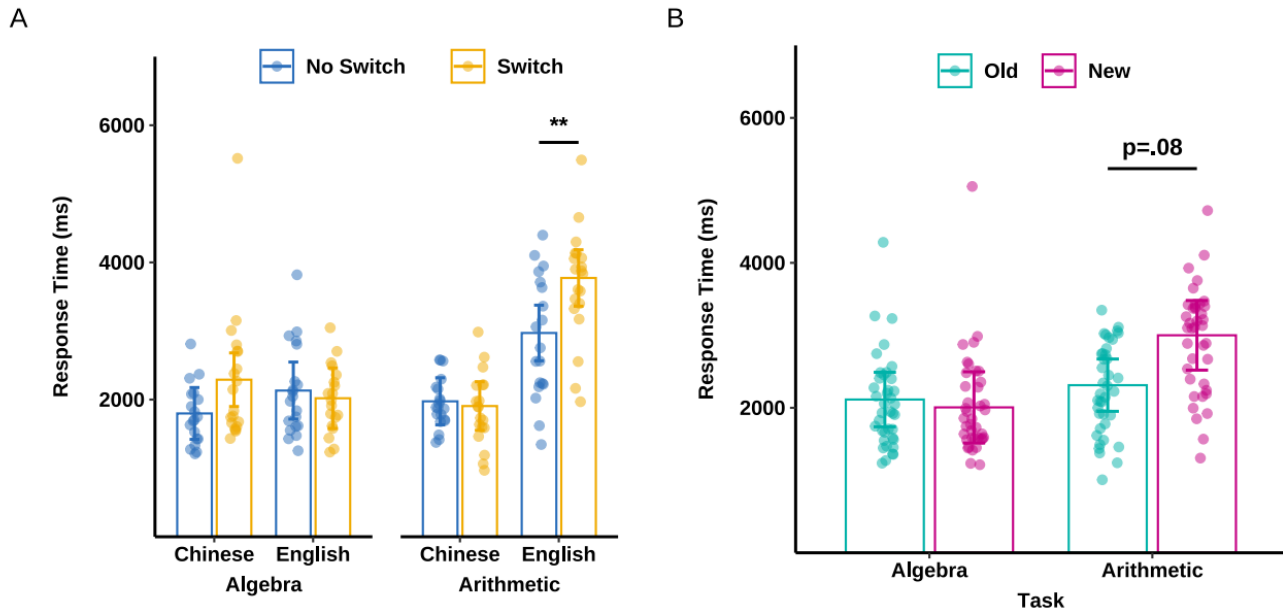 A
No Switch
Switch
Response Time (ms)
6000
4000
2000
**
Chinese English Chinese English
Algebra Arithmetic
B
Old
New
Response Time (ms)
6000
4000
2000
p=.08
Algebra Arithmetic
Task